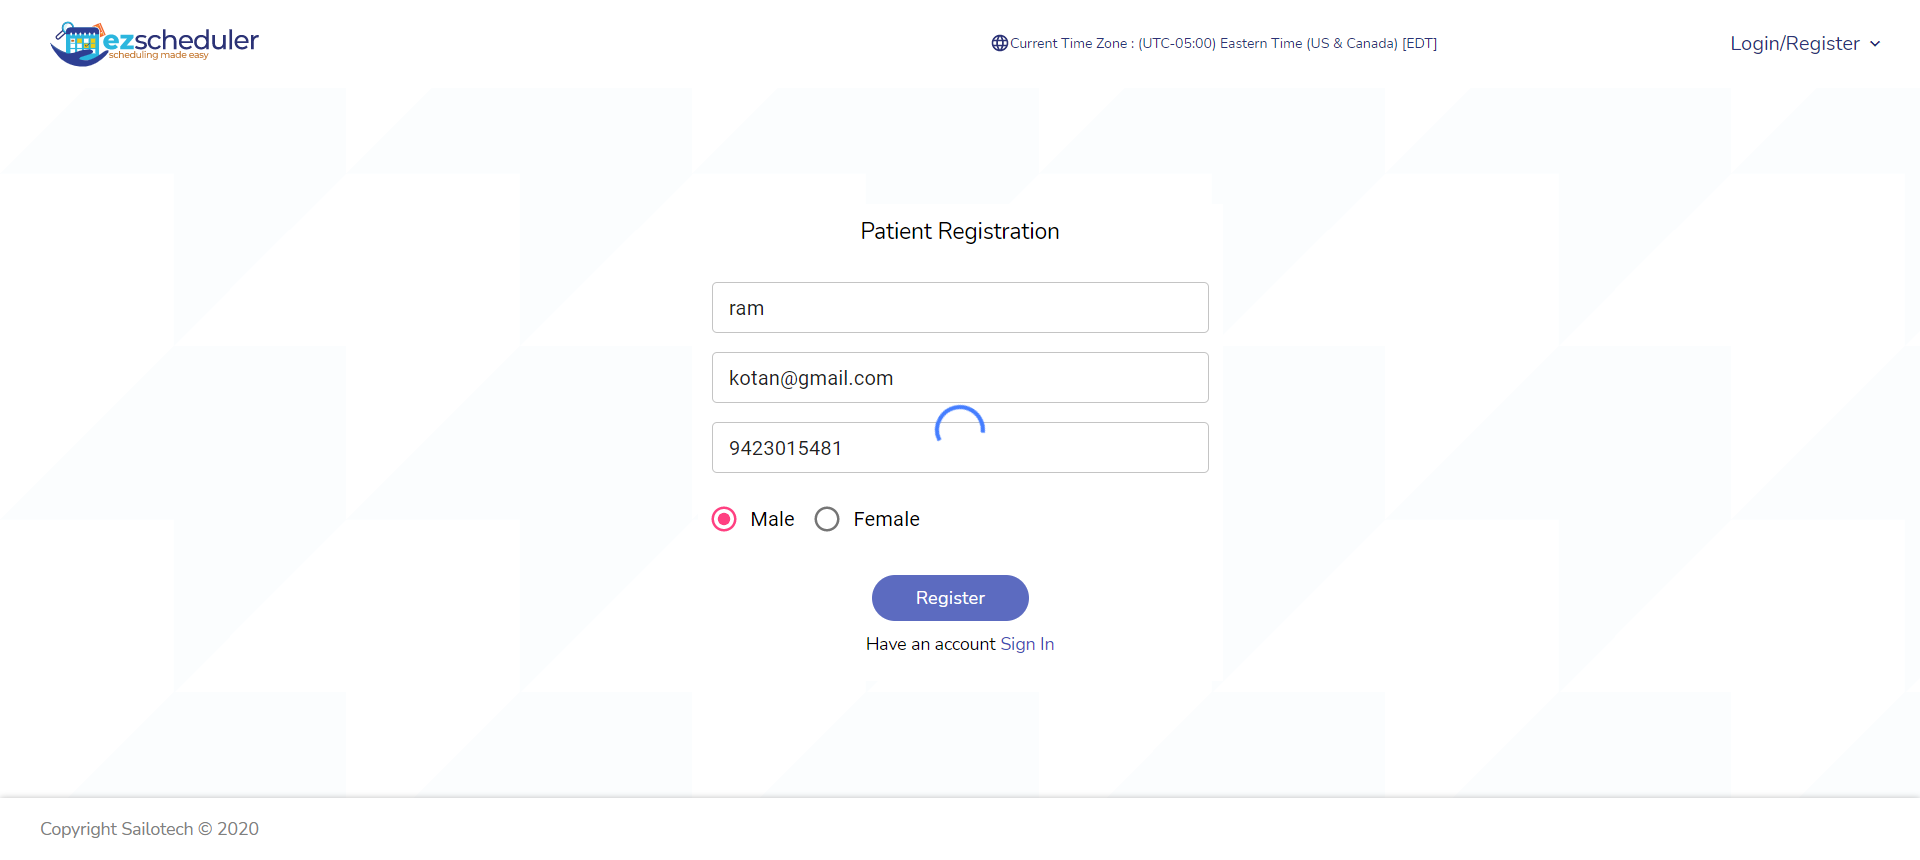 ezscheduler
scheduling made easy
Current Time Zone : (UTC-05:00) Eastern Time (US & Canada) [EDT]
Login/Register
Patient Registration
ram
kotan@gmail.com
9423015481
Male Female
Register
Have an account Sign In
Copyright Sailotech © 2020